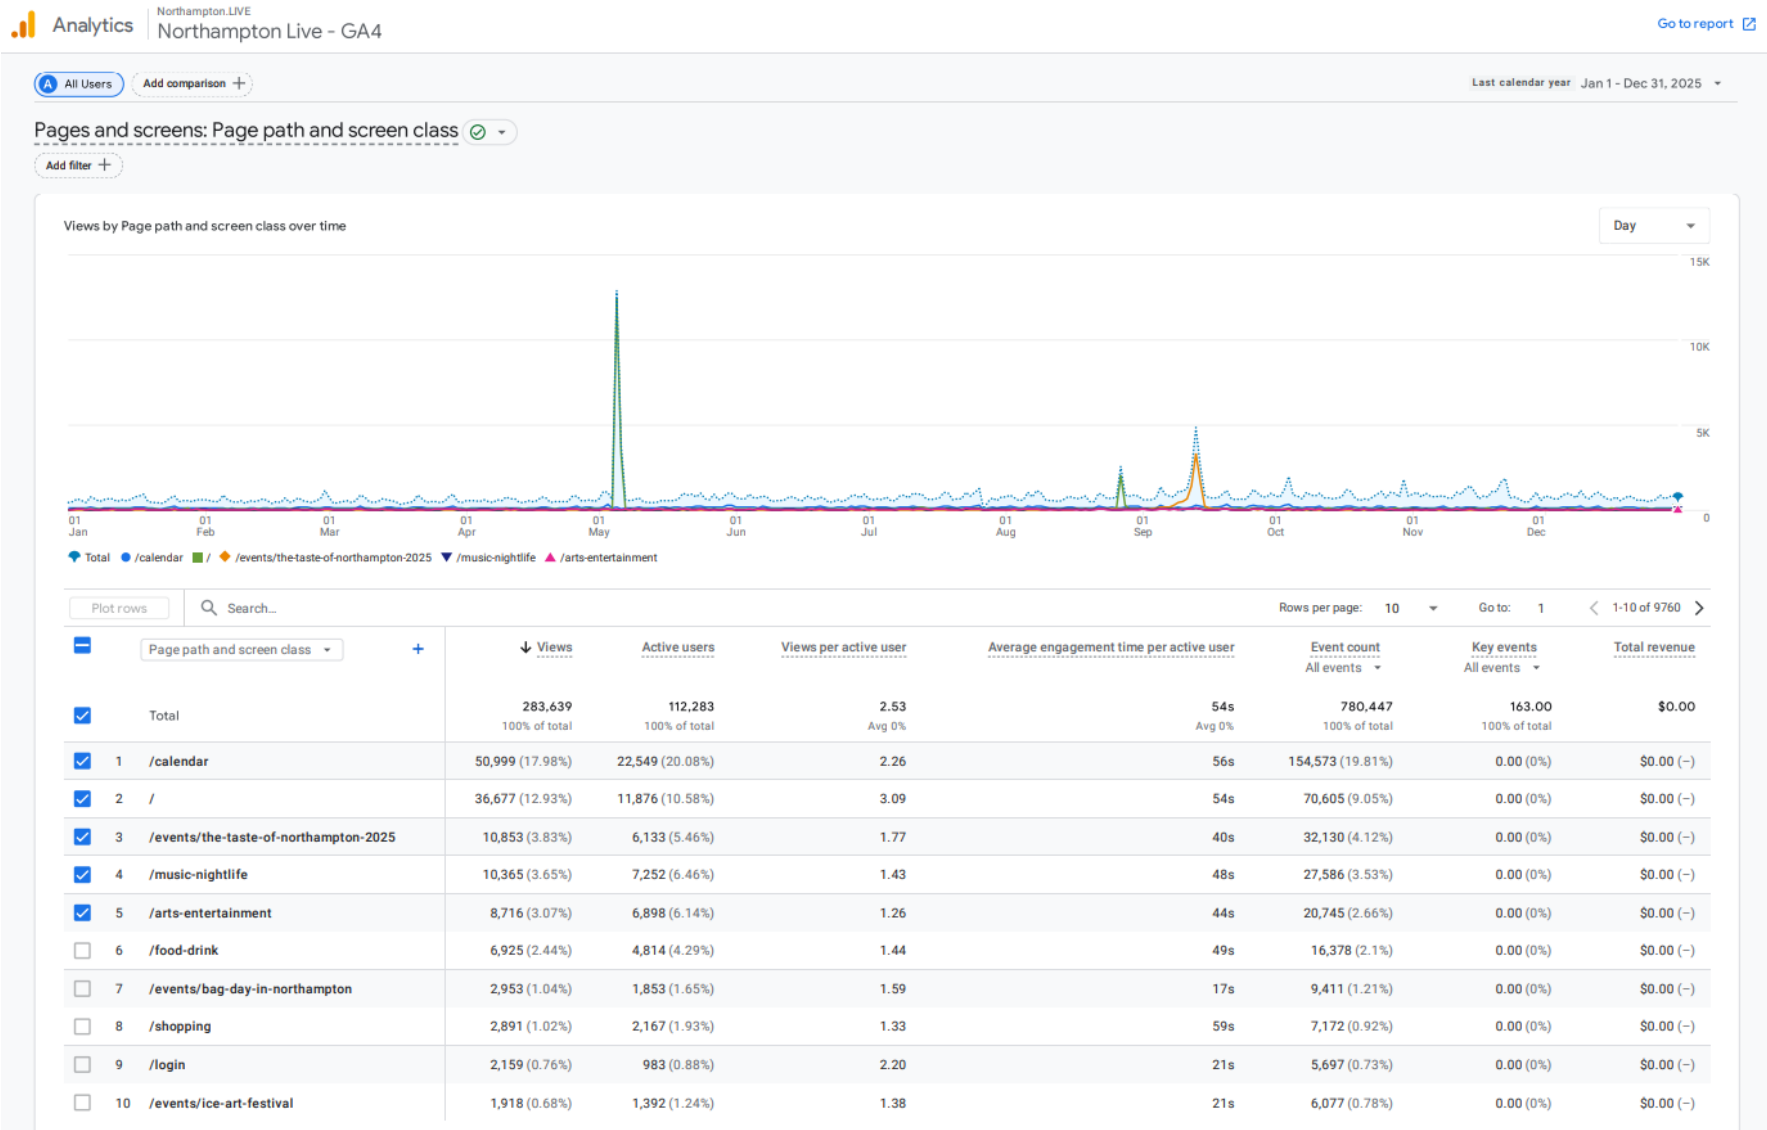 Analytics
Northampton.LIVE
Northampton Live - GA4
Go to report
A All Users
Add comparison +
Last calendar year Jan 1 - Dec 31, 2025
Pages and screens: Page path and screen class
Add filter +
Views by Page path and screen class over time
Day
15K
10K
5K
0
01 Jan
01 Feb
01 Mar
01 Apr
01 May
01 Jun
01 Jul
01 Aug
01 Sep
01 Oct
01 Nov
01 Dec
Total /calendar / /events/the-taste-of-northampton-2025 /music-nightlife /arts-entertainment
Plot rows Search... Rows per page: 10 Go to: 1 1-10 of 9760
Page path and screen class + Views Active users Views per active user Average engagement time per active user Event count Key events Total revenue
All events All events
Total 283,639 112,283 2.53 54s 780,447 163.00 $0.00
100% of total 100% of total Avg 0% Avg 0% 100% of total 100% of total
1 /calendar 50,999 (17.98%) 22,549 (20.08%) 2.26 56s 154,573 (19.81%) 0.00 (0%) $0.00 (–)
2 / 36,677 (12.93%) 11,876 (10.58%) 3.09 54s 70,605 (9.05%) 0.00 (0%) $0.00 (–)
3 /events/the-taste-of-northampton-2025 10,853 (3.83%) 6,133 (5.46%) 1.77 40s 32,130 (4.12%) 0.00 (0%) $0.00 (–)
4 /music-nightlife 10,365 (3.65%) 7,252 (6.46%) 1.43 48s 27,586 (3.53%) 0.00 (0%) $0.00 (–)
5 /arts-entertainment 8,716 (3.07%) 6,898 (6.14%) 1.26 44s 20,745 (2.66%) 0.00 (0%) $0.00 (–)
6 /food-drink 6,925 (2.44%) 4,814 (4.29%) 1.44 49s 16,378 (2.1%) 0.00 (0%) $0.00 (–)
7 /events/bag-day-in-northampton 2,953 (1.04%) 1,853 (1.65%) 1.59 17s 9,411 (1.21%) 0.00 (0%) $0.00 (–)
8 /shopping 2,891 (1.02%) 2,167 (1.93%) 1.33 59s 7,172 (0.92%) 0.00 (0%) $0.00 (–)
9 /login 2,159 (0.76%) 983 (0.88%) 2.20 21s 5,697 (0.73%) 0.00 (0%) $0.00 (–)
10 /events/ice-art-festival 1,918 (0.68%) 1,392 (1.24%) 1.38 21s 6,077 (0.78%) 0.00 (0%) $0.00 (–)